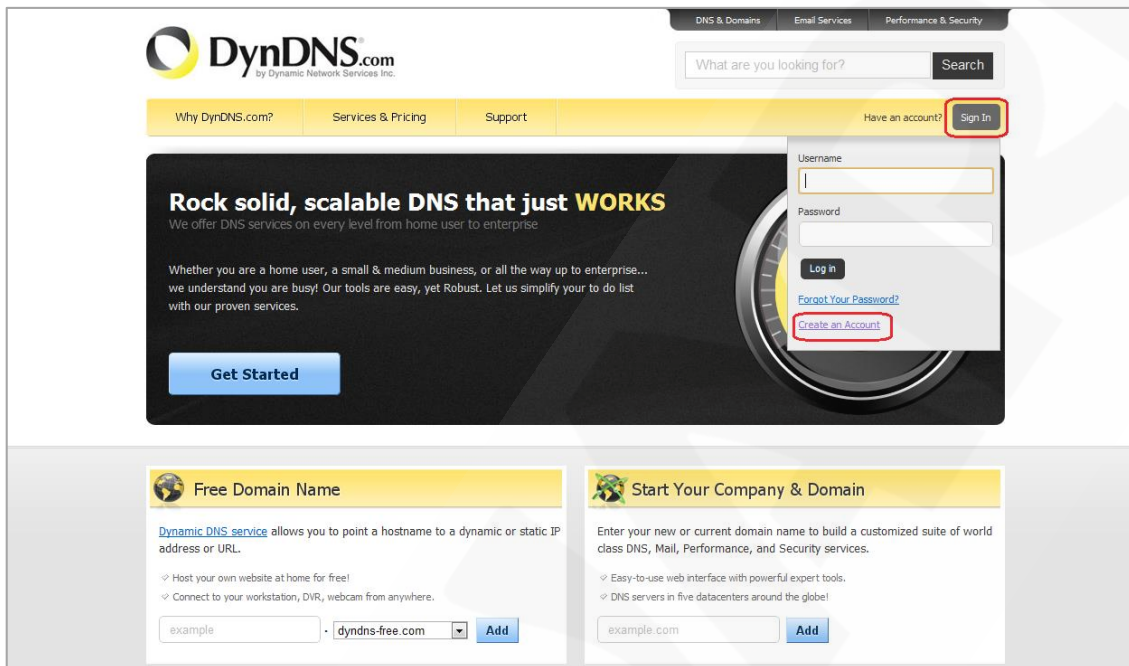 DNS & Domains Email Services Performance & Security
DynDNS.com
by Dynamic Network Services Inc.
What are you looking for? Search
Why DynDNS.com? Services & Pricing Support Have an account? Sign In
Username
Password
Log in
Forgot Your Password?
Create an Account
Rock solid, scalable DNS that just WORKS
We offer DNS services on every level from home user to enterprise
Whether you are a home user, a small & medium business, or all the way up to enterprise...
we understand you are busy! Our tools are easy, yet Robust. Let us simplify your to do list
with our proven services.
Get Started
Free Domain Name
Dynamic DNS service allows you to point a hostname to a dynamic or static IP
address or URL.
Host your own website at home for free!
Connect to your workstation, DVR, webcam from anywhere.
example . dyndns-free.com Add
Start Your Company & Domain
Enter your new or current domain name to build a customized suite of world
class DNS, Mail, Performance, and Security services.
Easy-to-use web interface with powerful expert tools.
DNS servers in five datacenters around the globe!
example.com Add